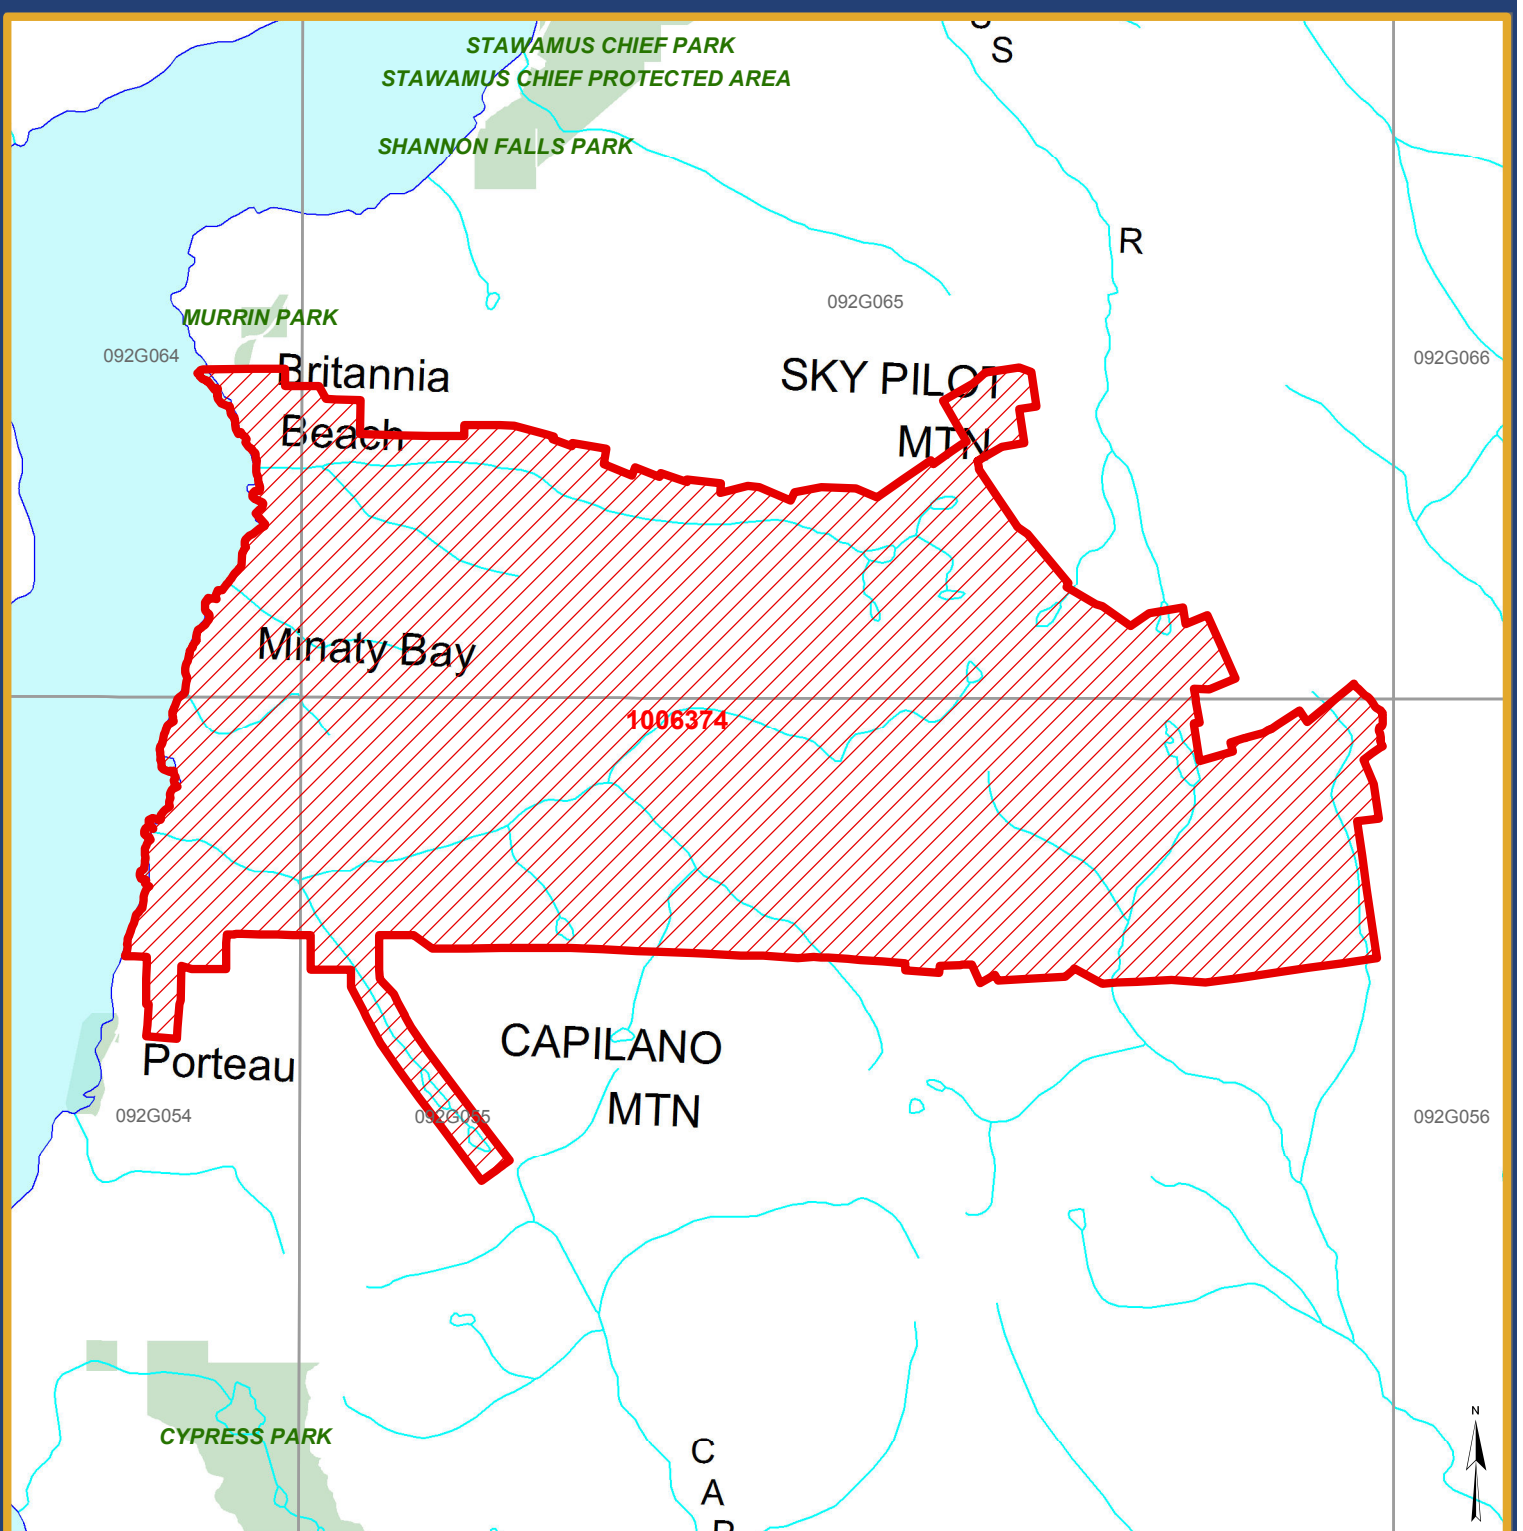 S
STAWAMUS CHIEF PARK
STAWAMUS CHIEF PROTECTED AREA
SHANNON FALLS PARK
R
092G065
MURRIN PARK
092G064
092G066
Britannia
Beach
SKY PILOT
MTN
Minaty Bay
1006374
CAPILANO
MTN
Porteau
092G054
092G055
092G056
N
CYPRESS PARK
C
A